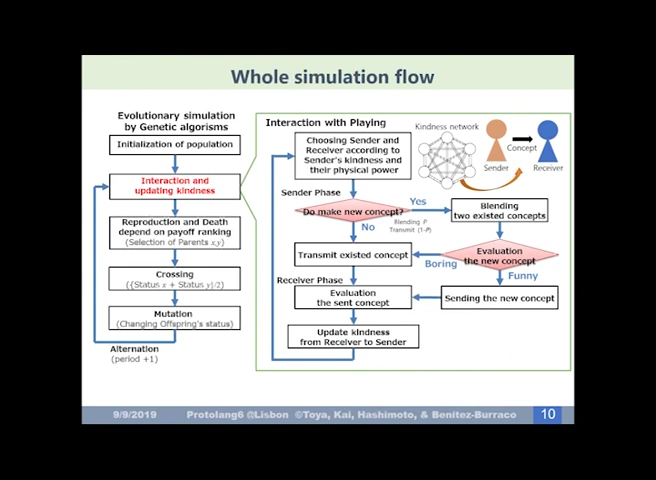 Whole simulation flow
Evolutionary simulation
by Genetic algorisms
Initialization of population
Interaction and
updating kindness
Reproduction and Death
depend on payoff ranking
(Selection of Parents x,y)
Crossing
({Status x + Status y}/2)
Mutation
(Changing Offspring's status)
Alternation
(period +1)
Interaction with Playing
Choosing Sender and
Receiver according to
Sender's kindness and
their physical power
Kindness network
Concept
Sender
Receiver
Sender Phase
Do make new concept?
Yes
Blending P
Transmit (1-P)
No
Blending
two existed concepts
Transmit existed concept
Evaluation
the new concept
Boring
Funny
Receiver Phase
Evaluation
the sent concept
Sending the new concept
Update kindness
from Receiver to Sender
9/9/2019
Protolang6 @Lisbon ©Toya, Kai, Hashimoto, & Benitez-Burraco
10